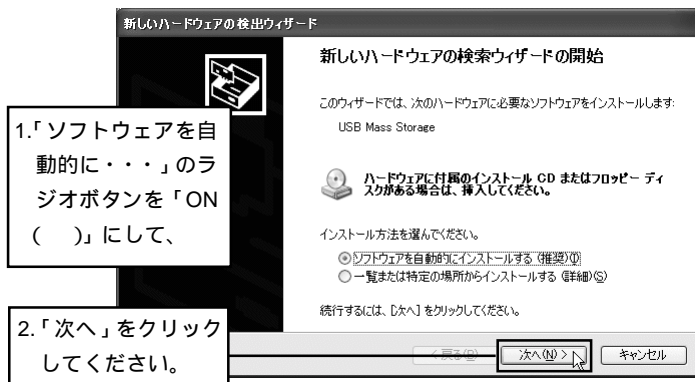 新しいハードウェアの検出ウィザード
新しいハードウェアの検索ウィザードの開始
このウィザードでは、次のハードウェアに必要なソフトウェアをインストールします:
USB Mass Storage
ハードウェアに付属のインストール CD またはフロッピー ディ
スクがある場合は、挿入してください。
インストール方法を選んでください。
ソフトウェアを自動的にインストールする (推奨)(I)
一覧または特定の場所からインストールする (詳細)(S)
続行するには、[次へ] をクリックしてください。
< 戻る(B)
次へ(N) >
キャンセル
1.「ソフトウェアを自
動的に・・・」のラ
ジオボタンを「ON
( )」にして、
2.「次へ」をクリック
してください。